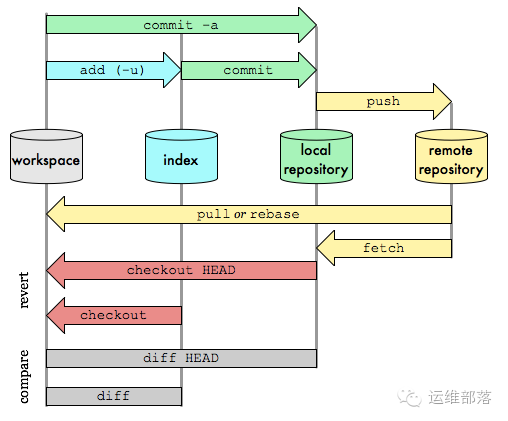 commit -a
add (-u)
commit
push
workspace
index
local
repository
remote
repository
pull or rebase
fetch
revert
checkout HEAD
checkout
compare
diff HEAD
diff
运维部落